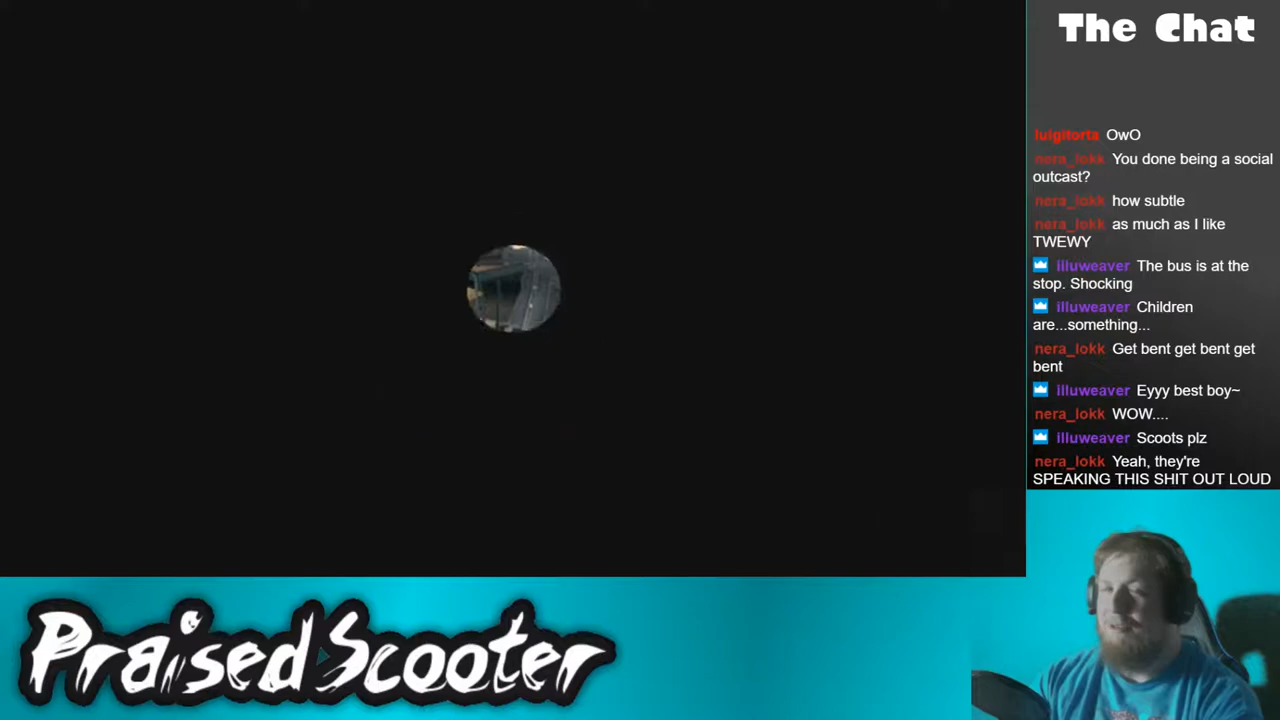 The Chat
luigitorta OwO
nera_lokk You done being a social
outcast?
nera_lokk how subtle
nera_lokk as much as I like
TWEWY
illuweaver The bus is at the
stop. Shocking
illuweaver Children
are...something...
nera_lokk Get bent get bent get
bent
illuweaver Eyyy best boy~
nera_lokk WOW....
illuweaver Scoots plz
nera_lokk Yeah, they're
SPEAKING THIS SHIT OUT LOUD
PraisedScooter